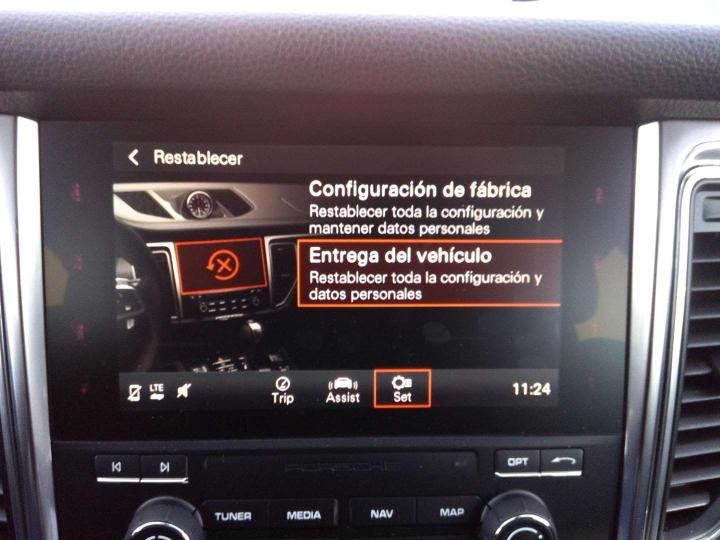 Restablecer
Configuración de fábrica
Restablecer toda la configuración y
mantener datos personales
Entrega del vehículo
Restablecer toda la configuración y
datos personales
LTE
Trip
Assist
Set
11:24
PORSCHE
OPT
TUNER
MEDIA
NAV
MAP